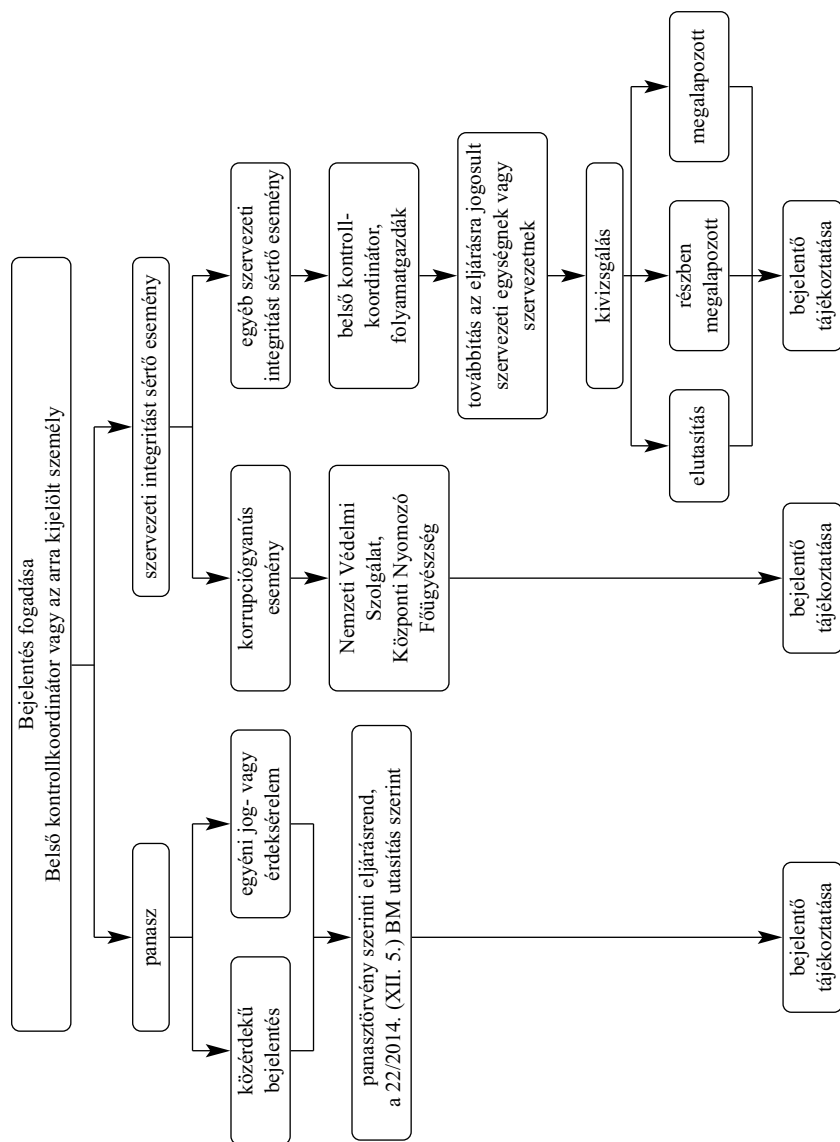 Bejelentés fogadása
Belső kontrollkoordinátor vagy az arra kijelölt személy
panasz
szervezeti integritást sértő esemény
közérdekű
bejelentés
egyéni jog- vagy
érdeksérelem
korrupciógyanús
esemény
egyéb szervezeti
integritást sértő esemény
panasztörvény szerinti eljárásrend,
a 22/2014. (XII. 5.) BM utasítás szerint
Nemzeti Védelmi
Szolgálat,
Központi Nyomozó
Főügyészség
belső kontroll-
koordinátor,
folyamatgazdák
továbbítás az eljárásra jogosult
szervezeti egységnek vagy
szervezetnek
kivizsgálás
elutasítás
részben
megalapozott
megalapozott
bejelentő
tájékoztatása
bejelentő
tájékoztatása
bejelentő
tájékoztatása